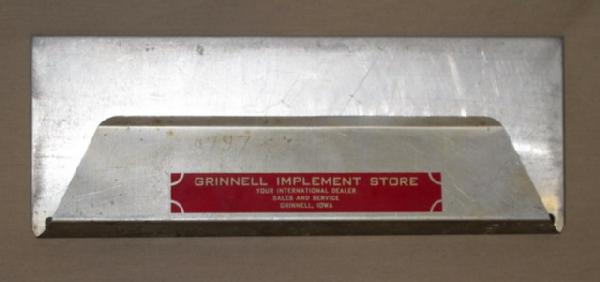 GRINNELL IMPLEMENT STORE
YOUR INTERNATIONAL DEALER
SALES AND SERVICE
GRINNELL, IOWA